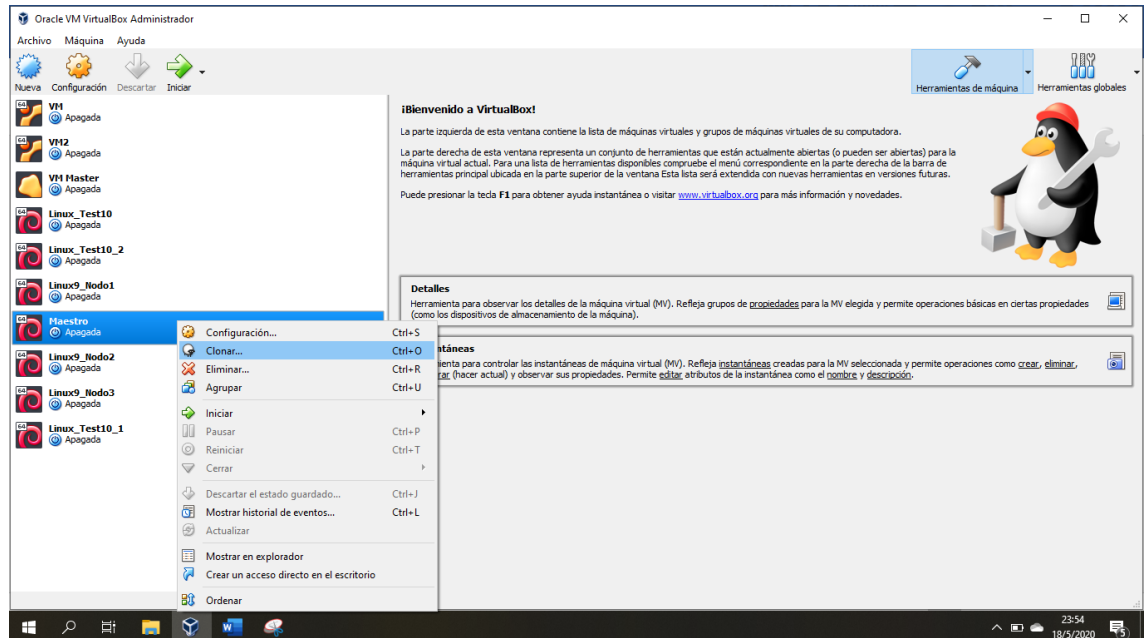 Oracle VM VirtualBox Administrador
Archivo Máquina Ayuda
Nueva Configuración Descartar Iniciar
Herramientas de máquina Herramientas globales
64 VM
Apagada
64 VM2
Apagada
VM Master
Apagada
64 Linux_Test10
Apagada
64 Linux_Test10_2
Apagada
64 Linux9_Nodo1
Apagada
64 Maestro
Apagada
64 Linux9_Nodo2
Apagada
64 Linux9_Nodo3
Apagada
64 Linux_Test10_1
Apagada
¡Bienvenido a VirtualBox!
La parte izquierda de esta ventana contiene la lista de máquinas virtuales y grupos de máquinas virtuales de su computadora.
La parte derecha de esta ventana representa un conjunto de herramientas que están actualmente abiertas (o pueden ser abiertas) para la
máquina virtual actual. Para una lista de herramientas disponibles compruebe el menú correspondiente en la parte derecha de la barra de
herramientas principal ubicada en la parte superior de la ventana Esta lista será extendida con nuevas herramientas en versiones futuras.
Puede presionar la tecla F1 para obtener ayuda instantánea o visitar www.virtualbox.org para más información y novedades.
Detalles
Herramienta para observar los detalles de la máquina virtual (MV). Refleja grupos de propiedades para la MV elegida y permite operaciones básicas en ciertas propiedades
(como los dispositivos de almacenamiento de la máquina).
ntáneas
ienta para controlar las instantáneas de máquina virtual (MV). Refleja instantáneas creadas para la MV seleccionada y permite operaciones como crear, eliminar,
rar (hacer actual) y observar sus propiedades. Permite editar atributos de la instantánea como el nombre y descripción.
Configuración... Ctrl+S
Clonar... Ctrl+O
Eliminar... Ctrl+R
Agrupar Ctrl+U
Iniciar
Pausar Ctrl+P
Reiniciar Ctrl+T
Cerrar
Descartar el estado guardado... Ctrl+J
Mostrar historial de eventos... Ctrl+L
Actualizar
Mostrar en explorador
Crear un acceso directo en el escritorio
Ordenar
23:54
18/5/2020
5